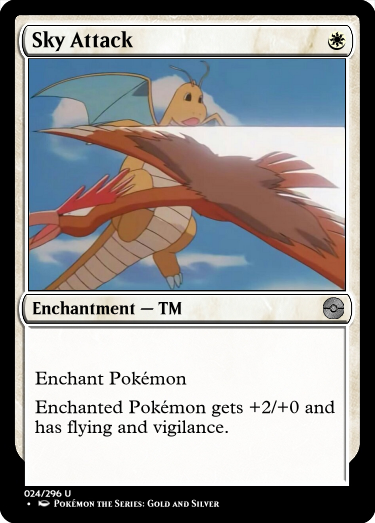 Sky Attack
Enchantment — TM
Enchant Pokémon
Enchanted Pokémon gets +2/+0 and
has flying and vigilance.
024/296 U
• Pokémon the Series: Gold and Silver